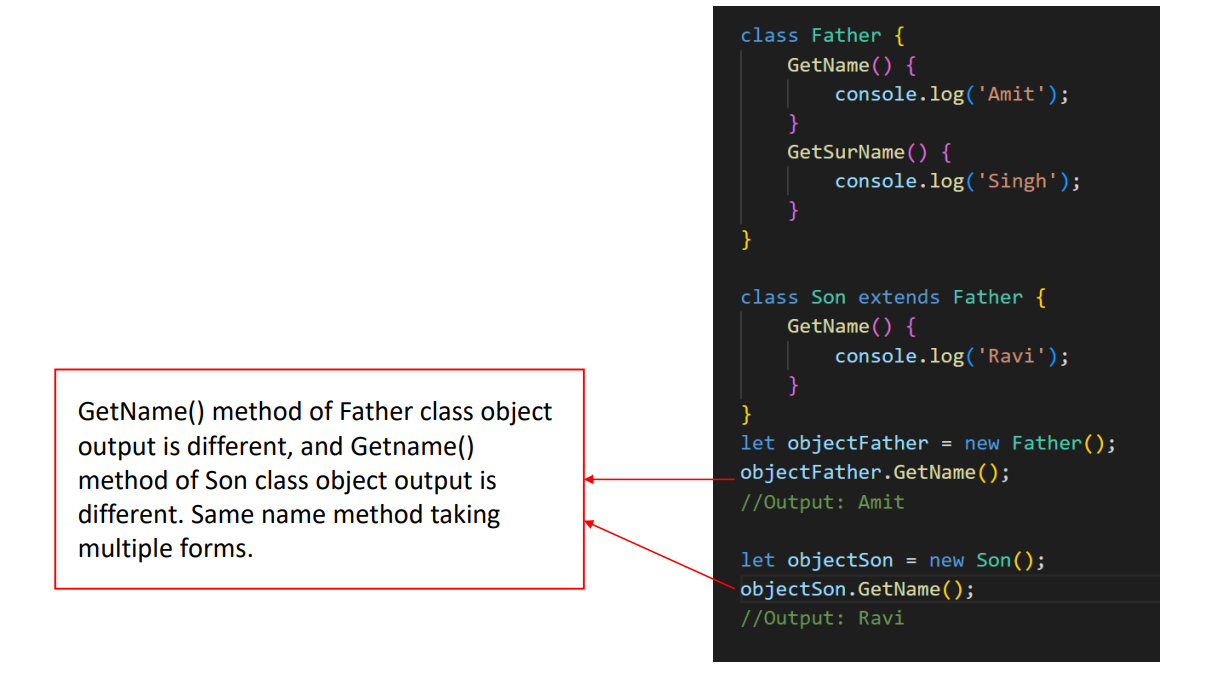 GetName() method of Father class object
output is different, and Getname()
method of Son class object output is
different. Same name method taking
multiple forms.
class Father {
    GetName() {
        console.log('Amit');
    }
    GetSurName() {
        console.log('Singh');
    }
}

class Son extends Father {
    GetName() {
        console.log('Ravi');
    }
}
let objectFather = new Father();
objectFather.GetName();
//Output: Amit

let objectSon = new Son();
objectSon.GetName();
//Output: Ravi